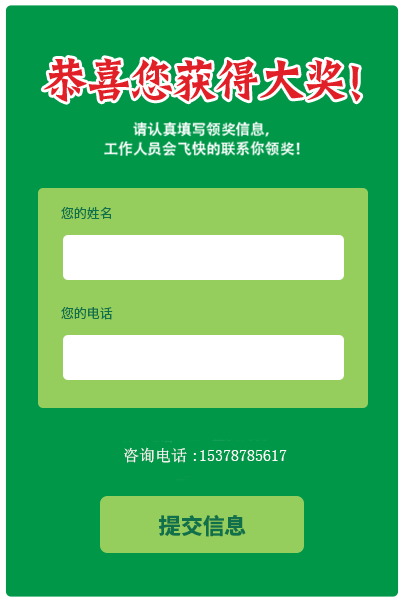 恭喜您获得大奖!
请认真填写领奖信息,
工作人员会飞快的联系你领奖!
您的姓名
您的电话
咨询电话:15378785617
提交信息